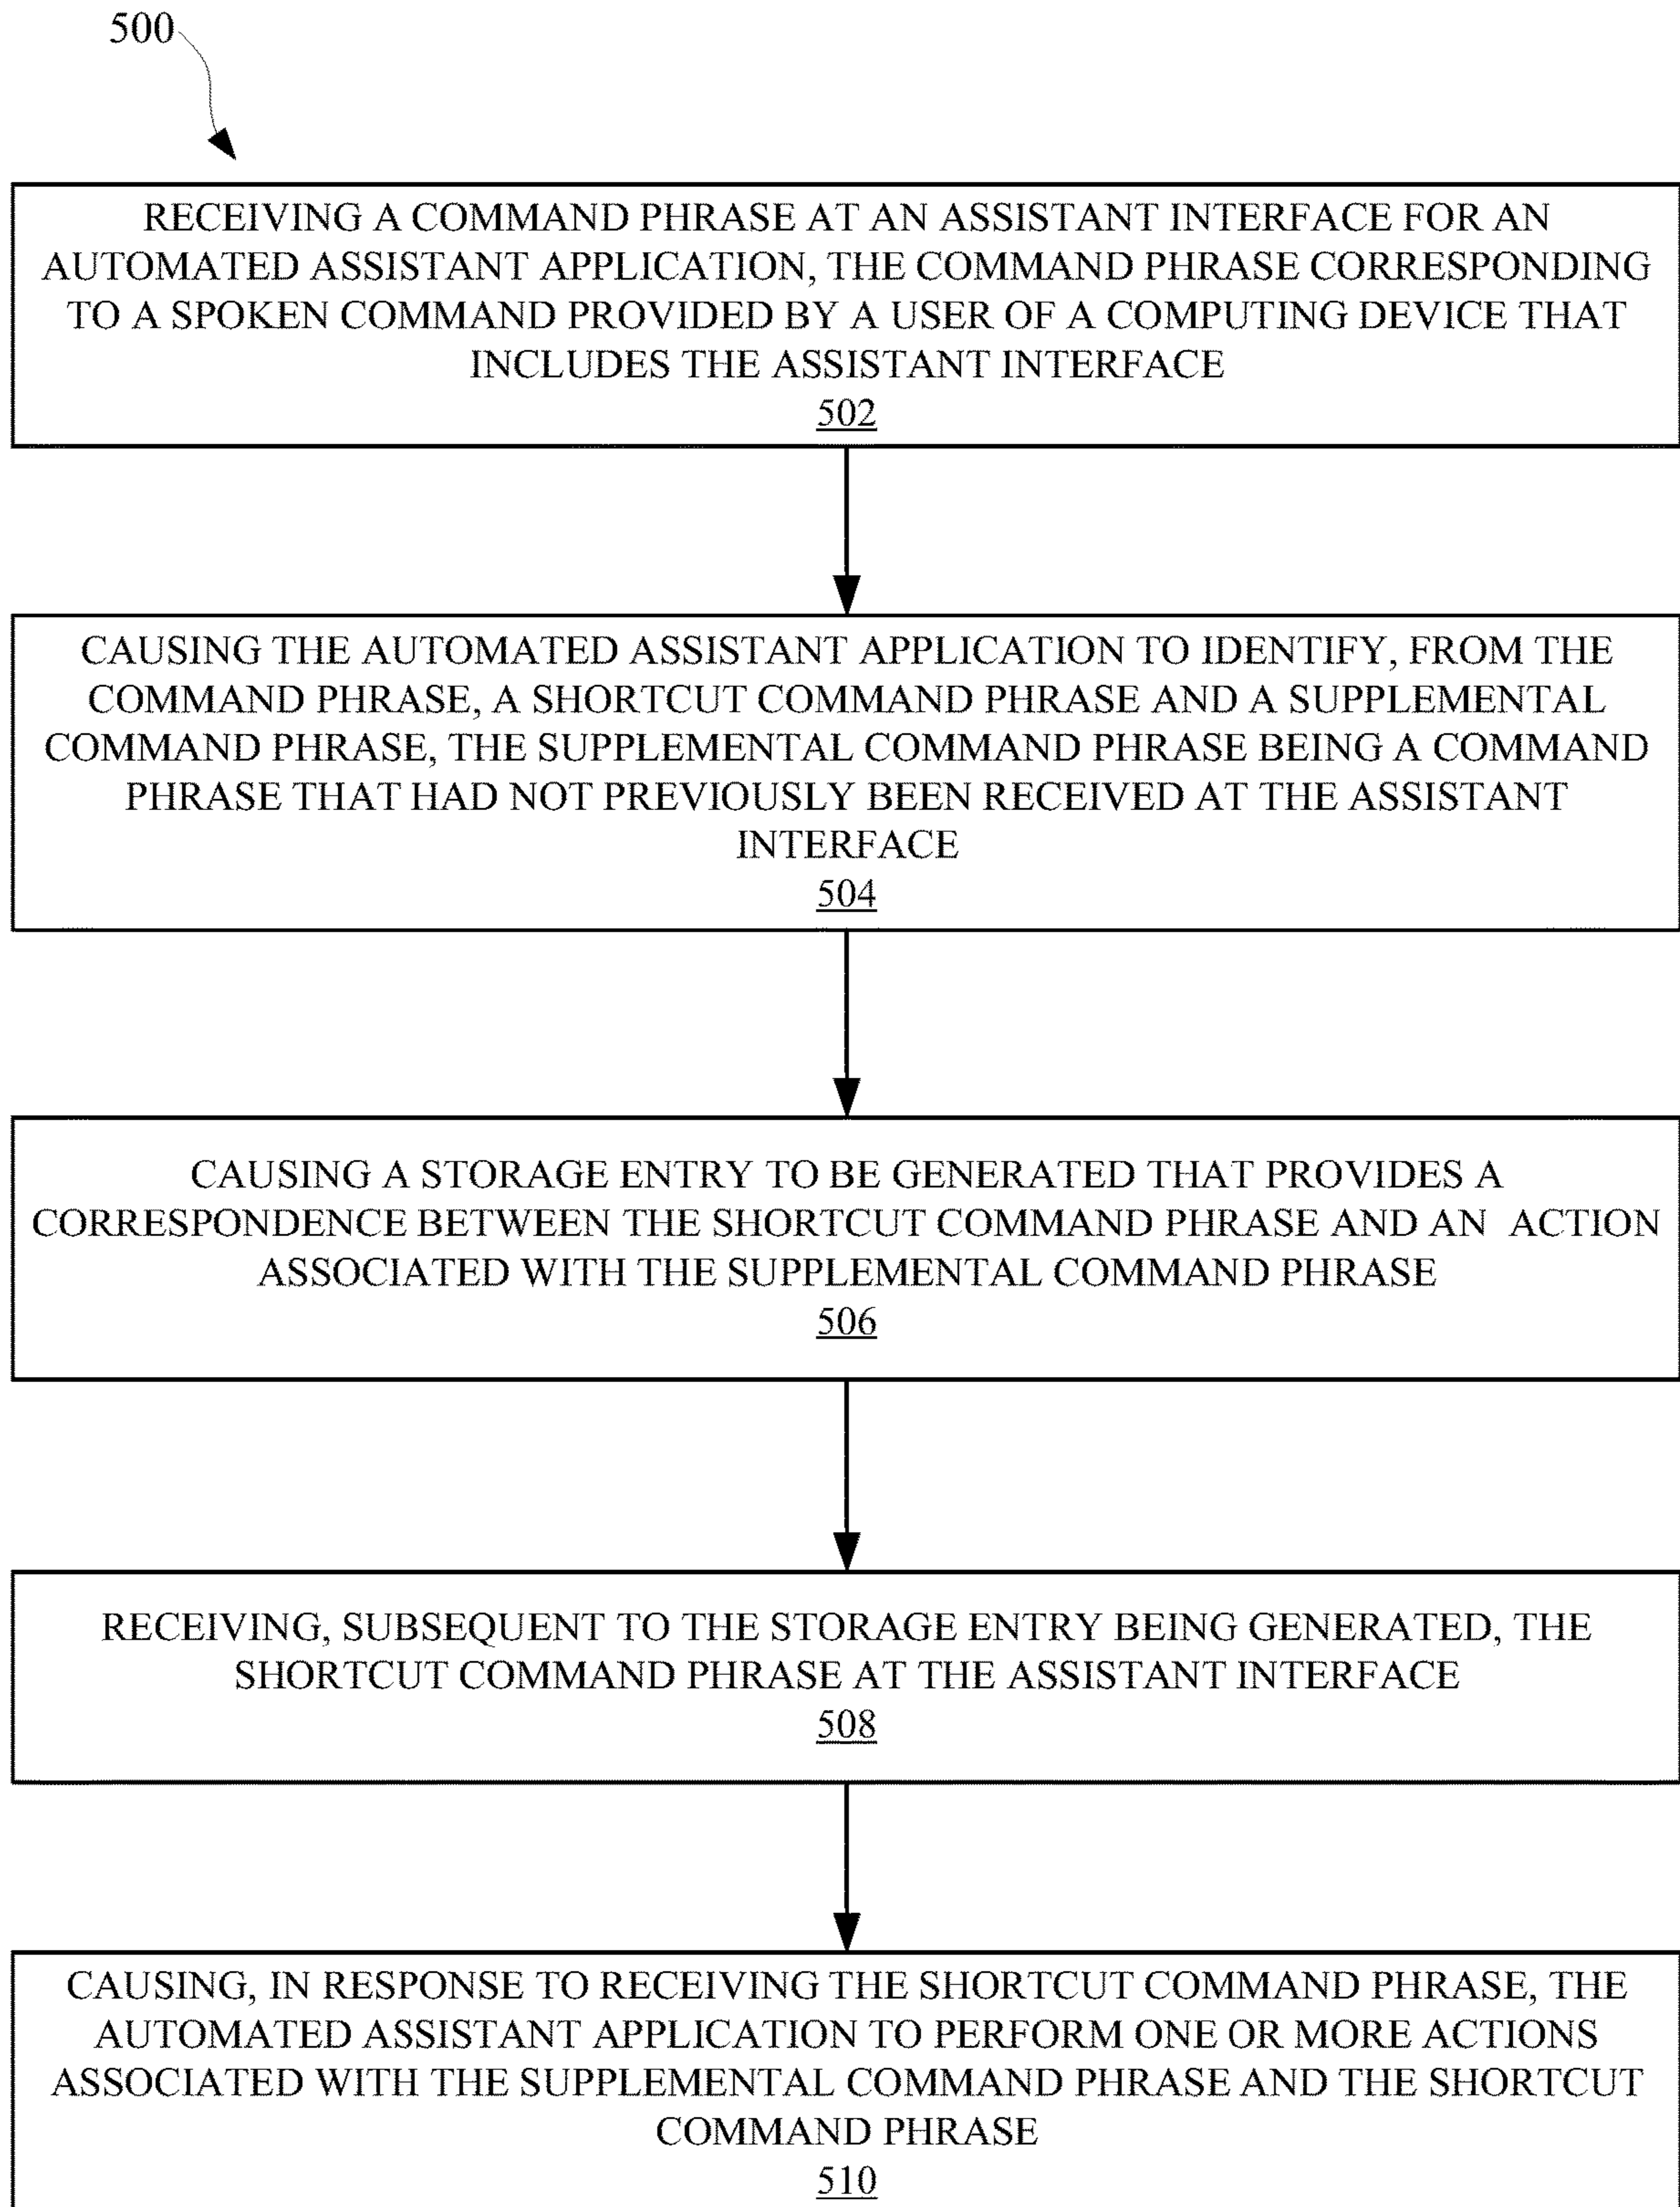 500
RECEIVING A COMMAND PHRASE AT AN ASSISTANT INTERFACE FOR AN
AUTOMATED ASSISTANT APPLICATION, THE COMMAND PHRASE CORRESPONDING
TO A SPOKEN COMMAND PROVIDED BY A USER OF A COMPUTING DEVICE THAT
INCLUDES THE ASSISTANT INTERFACE
502
CAUSING THE AUTOMATED ASSISTANT APPLICATION TO IDENTIFY, FROM THE
COMMAND PHRASE, A SHORTCUT COMMAND PHRASE AND A SUPPLEMENTAL
COMMAND PHRASE, THE SUPPLEMENTAL COMMAND PHRASE BEING A COMMAND
PHRASE THAT HAD NOT PREVIOUSLY BEEN RECEIVED AT THE ASSISTANT
INTERFACE
504
CAUSING A STORAGE ENTRY TO BE GENERATED THAT PROVIDES A
CORRESPONDENCE BETWEEN THE SHORTCUT COMMAND PHRASE AND AN ACTION
ASSOCIATED WITH THE SUPPLEMENTAL COMMAND PHRASE
506
RECEIVING, SUBSEQUENT TO THE STORAGE ENTRY BEING GENERATED, THE
SHORTCUT COMMAND PHRASE AT THE ASSISTANT INTERFACE
508
CAUSING, IN RESPONSE TO RECEIVING THE SHORTCUT COMMAND PHRASE, THE
AUTOMATED ASSISTANT APPLICATION TO PERFORM ONE OR MORE ACTIONS
ASSOCIATED WITH THE SUPPLEMENTAL COMMAND PHRASE AND THE SHORTCUT
COMMAND PHRASE
510